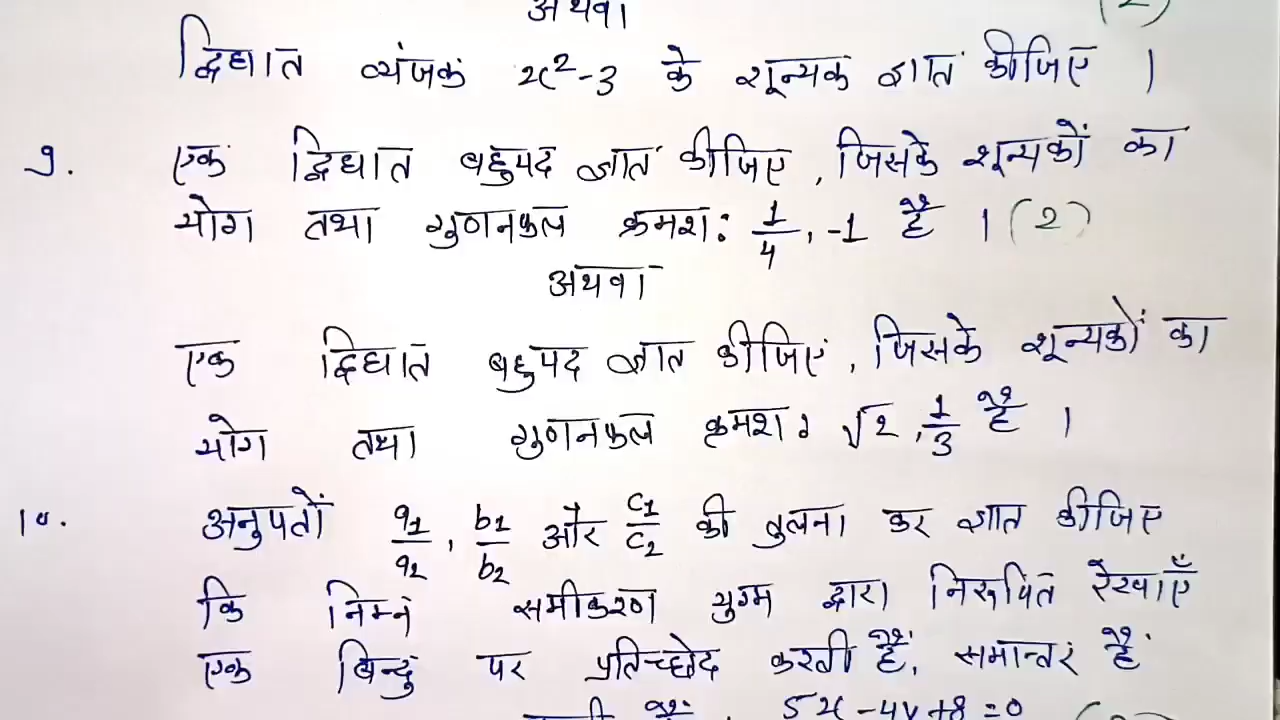 अथवा (2)
द्विघात व्यंजक x²-3 के शून्यक ज्ञात कीजिए ।
9. एक द्विघात बहुपद ज्ञात कीजिए , जिसके शून्यकों का
योग तथा गुणनफल क्रमश: 1/4 , -1 है । (2)
अथवा
एक द्विघात बहुपद ज्ञात कीजिए , जिसके शून्यकों का
योग तथा गुणनफल क्रमश: √2 , 1/3 है ।
10. अनुपतों a1/a2 , b1/b2 और c1/c2 की तुलना कर ज्ञात कीजिए
कि निम्न समीकरण युग्म द्वारा निरूपित रेखाएँ
एक बिन्दु पर प्रतिच्छेद करती हैं, समान्तर हैं
5x-4y+8=0